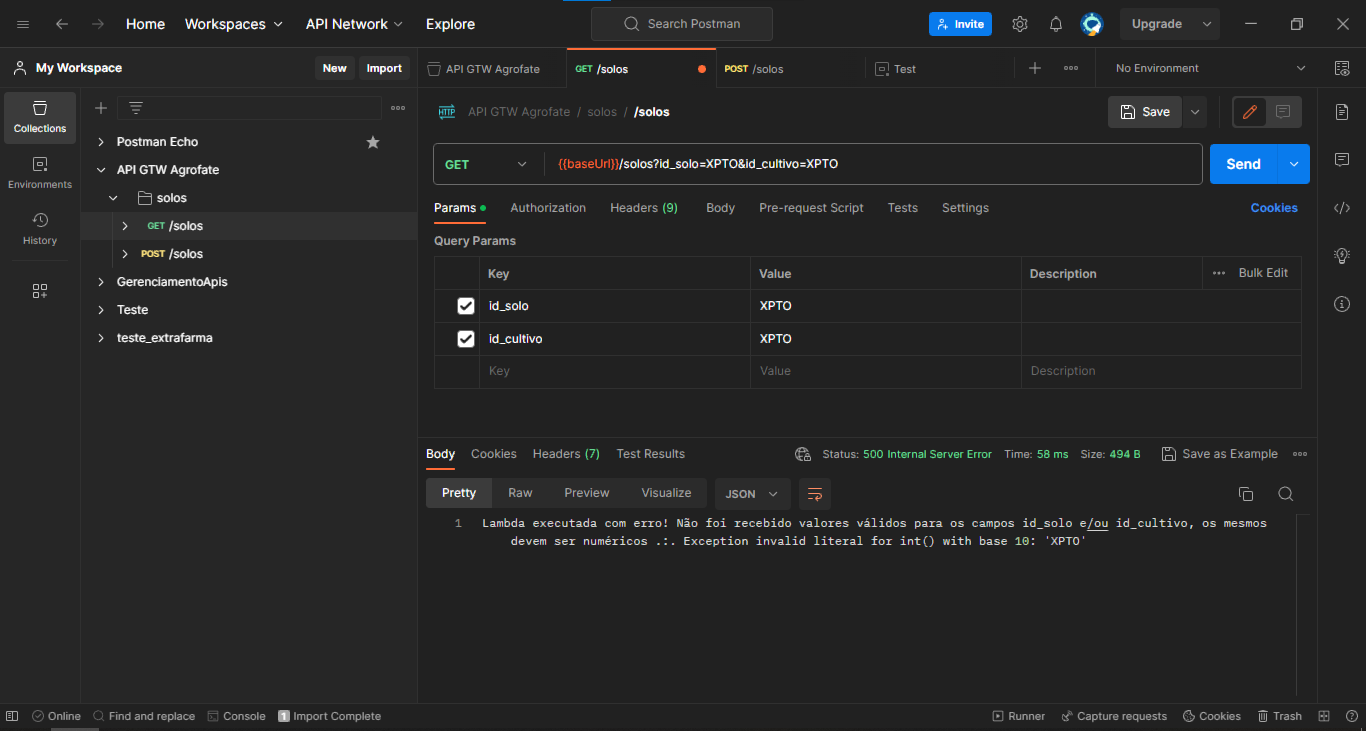 Home Workspaces API Network Explore Search Postman Invite Upgrade
My Workspace New Import API GTW Agrofate GET /solos POST /solos Test No Environment
Collections
Environments
History
Postman Echo
API GTW Agrofate
solos
GET /solos
POST /solos
GerenciamentoApis
Teste
teste_extrafarma
HTTP API GTW Agrofate / solos / /solos Save
GET {{baseUrl}}/solos?id_solo=XPTO&id_cultivo=XPTO Send
Params Authorization Headers (9) Body Pre-request Script Tests Settings Cookies
Query Params
Key Value Description Bulk Edit
id_solo XPTO
id_cultivo XPTO
Key Value Description
Body Cookies Headers (7) Test Results Status: 500 Internal Server Error Time: 58 ms Size: 494 B Save as Example
Pretty Raw Preview Visualize JSON
1 Lambda executada com erro! Não foi recebido valores válidos para os campos id_solo e/ou id_cultivo, os mesmos
devem ser numéricos .:. Exception invalid literal for int() with base 10: 'XPTO'
Online Find and replace Console 1 Import Complete Runner Capture requests Cookies Trash